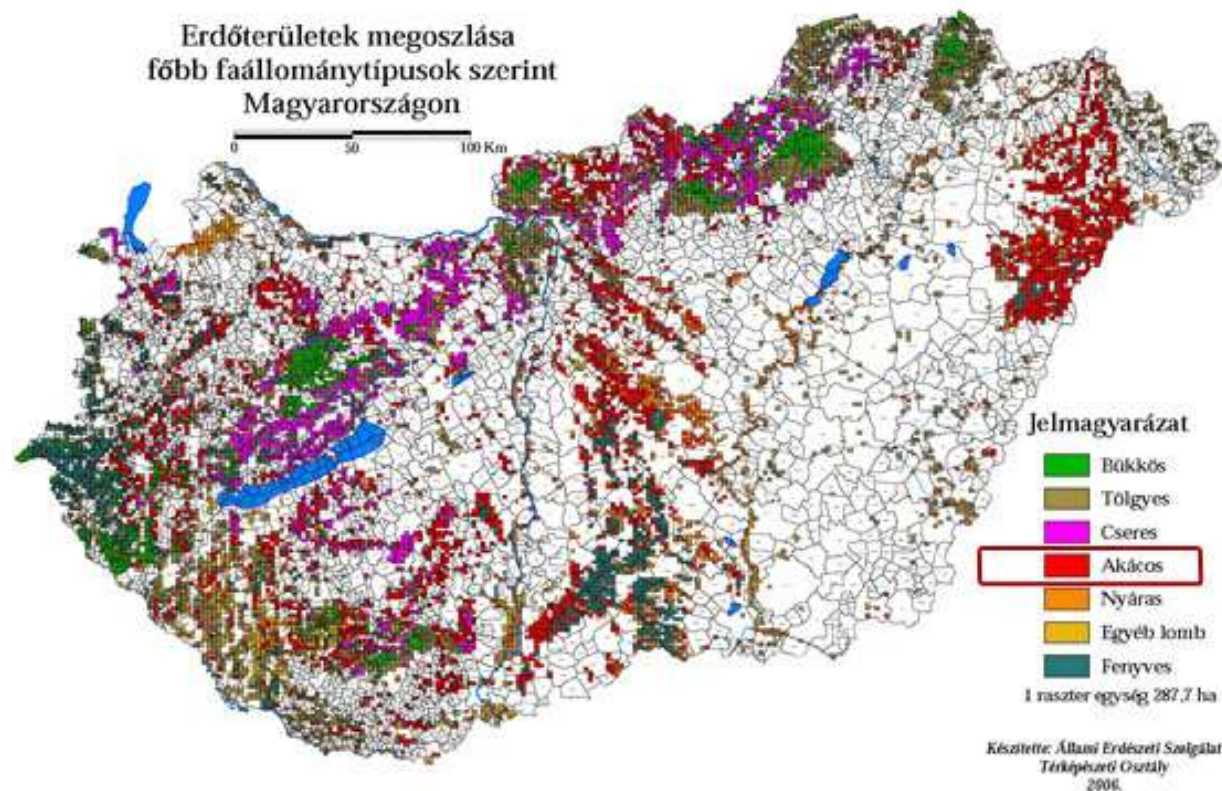 Erdőterületek megoszlása
főbb faállománytípusok szerint
Magyarországon
0 50 100 Km
Jelmagyarázat
Bükkös
Tölgyes
Cseres
Akácos
Nyáras
Egyéb lomb
Fenyves
1 raszter egység 287,7 ha
Készítette: Állami Erdészeti Szolgálat
Térképészeti Osztály
2006.